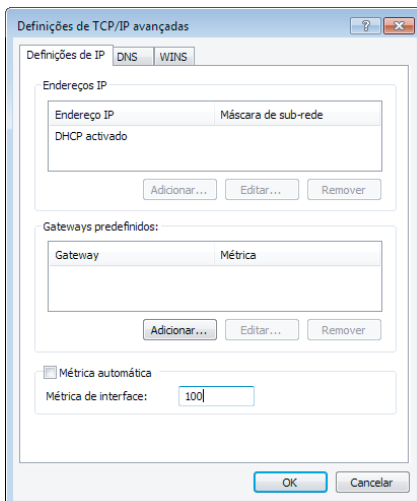 Definições de TCP/IP avançadas
Definições de IP DNS WINS
Endereços IP
Endereço IP Máscara de sub-rede
DHCP activado
Adicionar... Editar... Remover
Gateways predefinidos:
Gateway Métrica
Adicionar... Editar... Remover
Métrica automática
Métrica de interface: 100
OK Cancelar